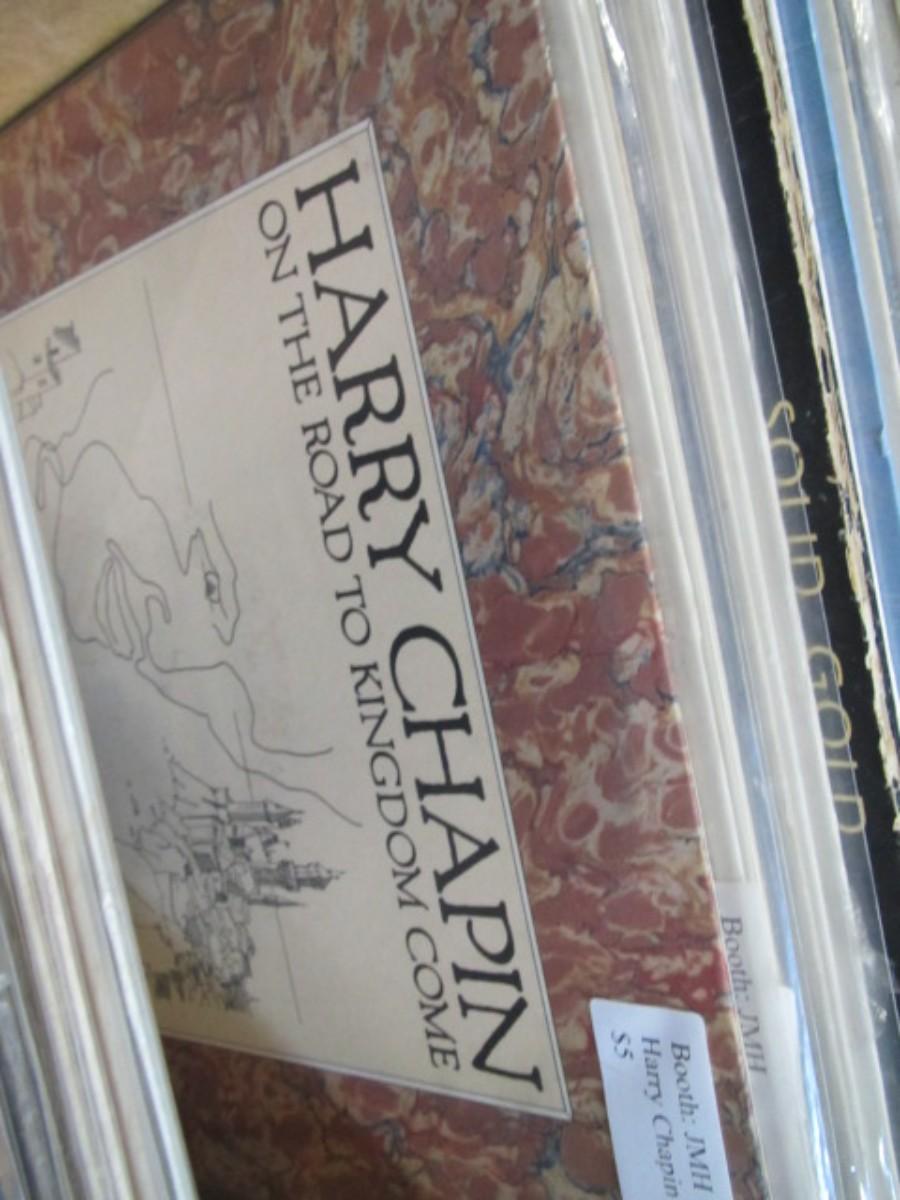 HARRY CHAPIN
ON THE ROAD TO KINGDOM COME
Booth: JMH
Harry Chapin
$5
Booth: JMH
SOLID GOLD